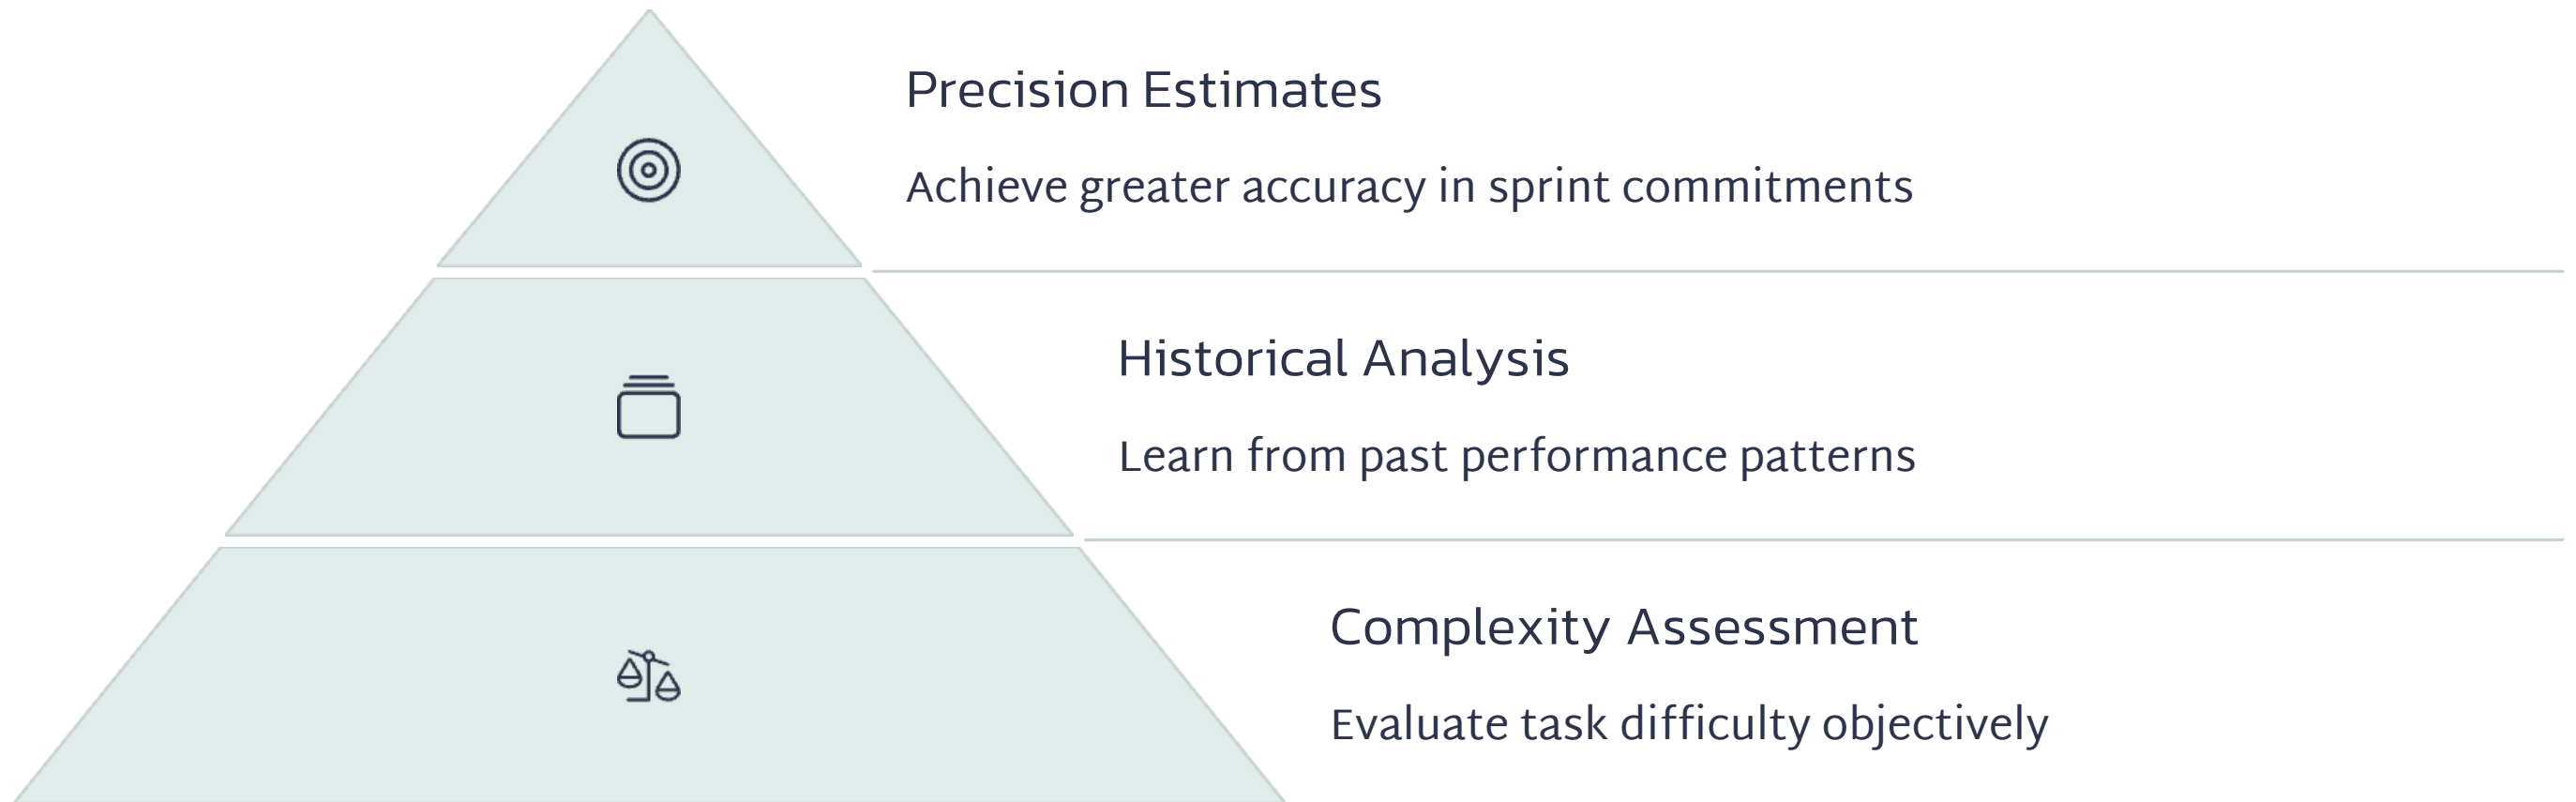 Precision Estimates
Achieve greater accuracy in sprint commitments
Historical Analysis
Learn from past performance patterns
Complexity Assessment
Evaluate task difficulty objectively